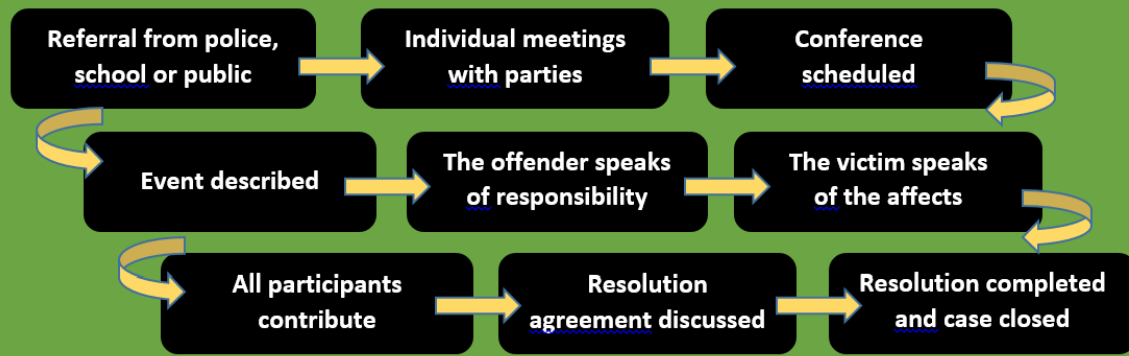 Referral from police,
school or public
Individual meetings
with parties
Conference
scheduled
Event described
The offender speaks
of responsibility
The victim speaks
of the affects
All participants
contribute
Resolution
agreement discussed
Resolution completed
and case closed